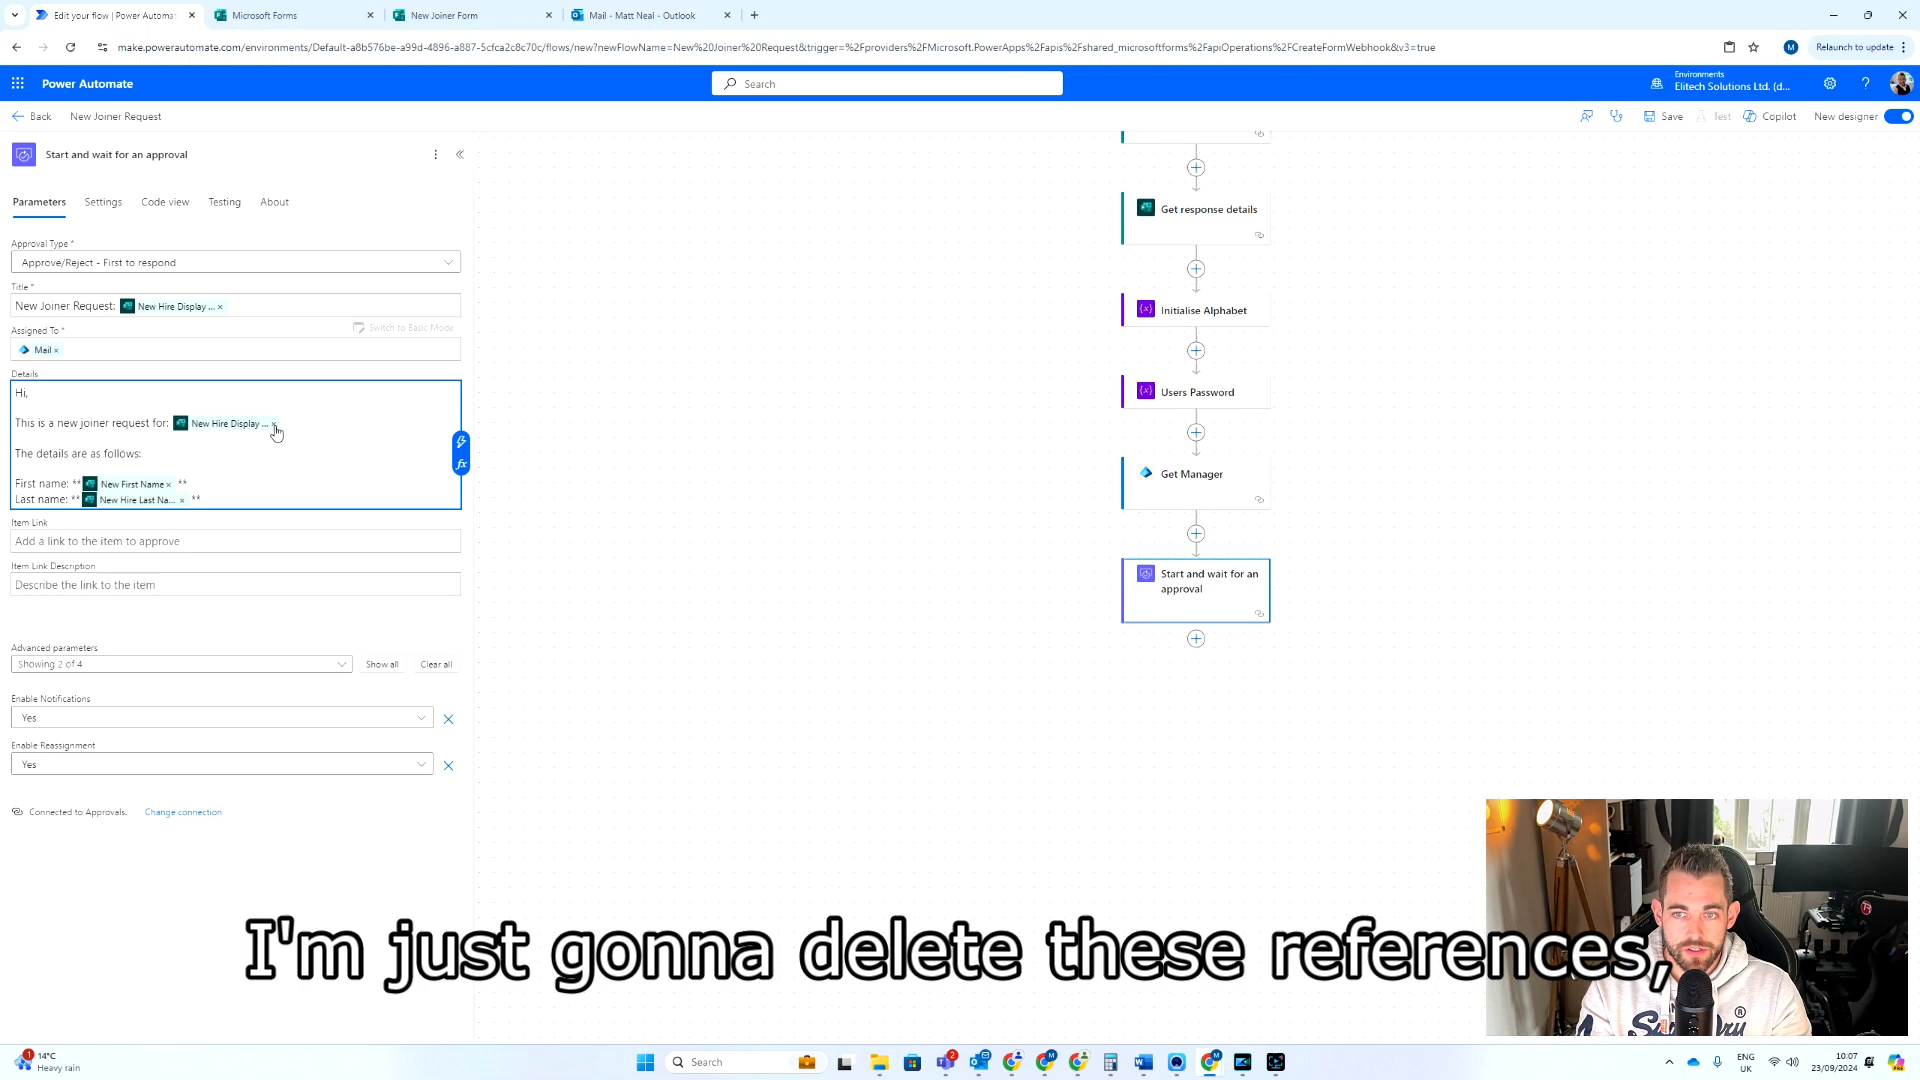 Edit your flow | Power Automat
Microsoft Forms
New Joiner Form
Mail - Matt Neal - Outlook
make.powerautomate.com/environments/Default-a8b576be-a99d-4896-a887-5cfca2c8c70c/flows/new?newFlowName=New%20Joiner%20Request&trigger=%2Fproviders%2FMicrosoft.PowerApps%2Fapis%2Fshared_microsoftforms%2FapiOperations%2FCreateFormWebhook&v3=true
M
Relaunch to update
Power Automate
Search
Environments
Elitech Solutions Ltd. (d...
Back
New Joiner Request
Save
Test
Copilot
New designer
Start and wait for an approval
Parameters
Settings
Code view
Testing
About
Approval Type *
Approve/Reject - First to respond
Title *
New Joiner Request: New Hire Display ... ×
Assigned To *
Switch to Basic Mode
Mail ×
Details
Hi,
This is a new joiner request for: New Hire Display ... ×
The details are as follows:
First name: ** New First Name × **
Last name: ** New Hire Last Na... × **
fx
Item Link
Add a link to the item to approve
Item Link Description
Describe the link to the item
Advanced parameters
Showing 2 of 4
Show all
Clear all
Enable Notifications
Yes
Enable Reassignment
Yes
Connected to Approvals.
Change connection
Get response details
Initialise Alphabet
Users Password
Get Manager
Start and wait for an
approval
I'm just gonna delete these references,
1
14°C
Heavy rain
Search
2
ENG
UK
10:07
23/09/2024